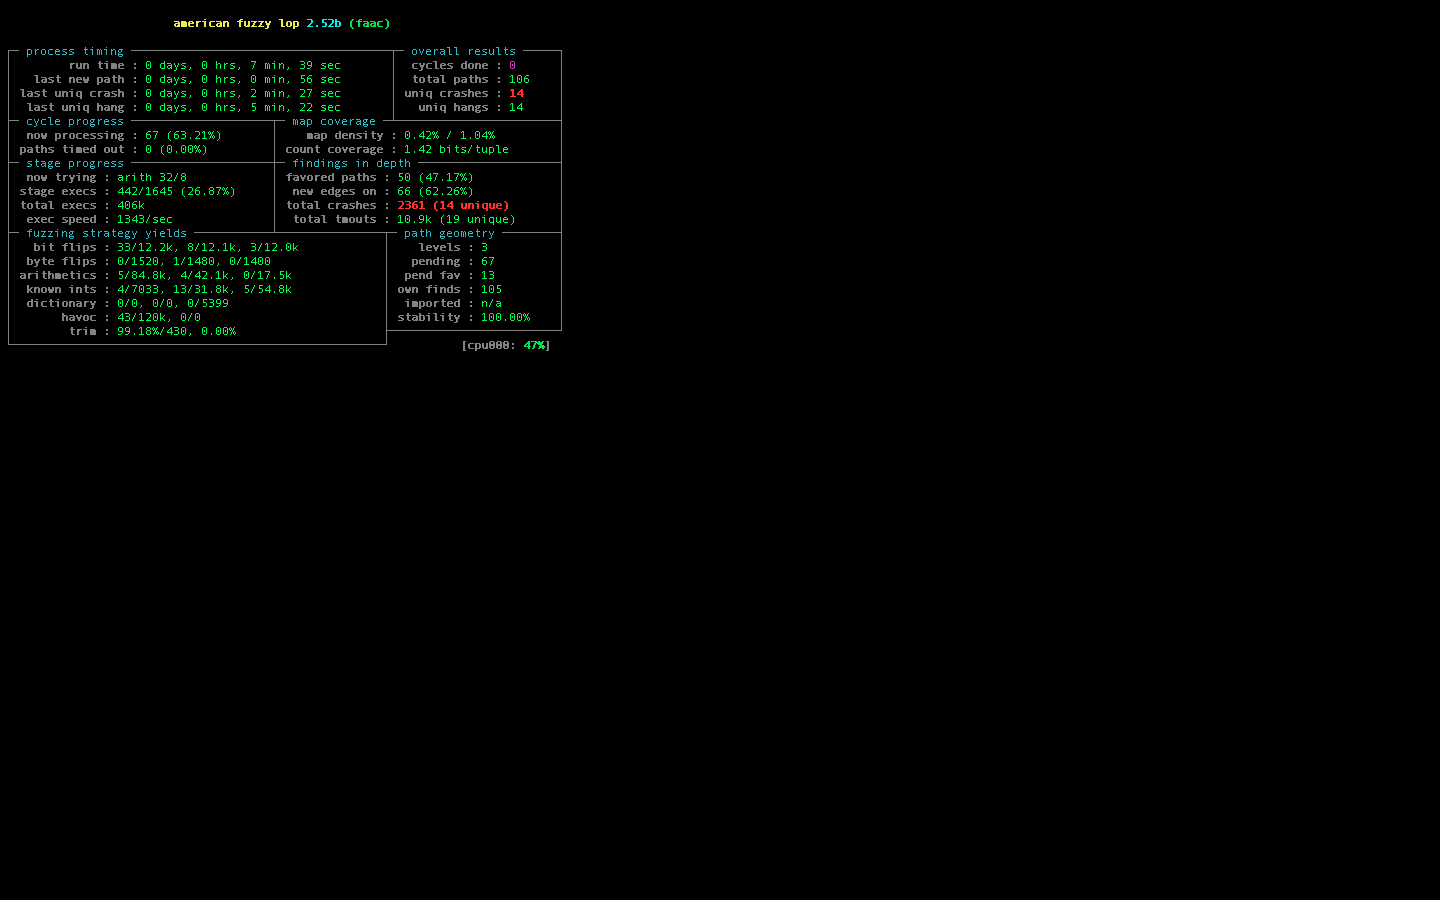 american fuzzy lop 2.52b (faac)
process timing overall results
run time : 0 days, 0 hrs, 7 min, 39 sec cycles done : 0
last new path : 0 days, 0 hrs, 0 min, 56 sec total paths : 106
last uniq crash : 0 days, 0 hrs, 2 min, 27 sec uniq crashes : 14
last uniq hang : 0 days, 0 hrs, 5 min, 22 sec uniq hangs : 14
cycle progress map coverage
now processing : 67 (63.21%) map density : 0.42% / 1.04%
paths timed out : 0 (0.00%) count coverage : 1.42 bits/tuple
stage progress findings in depth
now trying : arith 32/8 favored paths : 50 (47.17%)
stage execs : 442/1645 (26.87%) new edges on : 66 (62.26%)
total execs : 406k total crashes : 2361 (14 unique)
exec speed : 1343/sec total tmouts : 10.9k (19 unique)
fuzzing strategy yields path geometry
bit flips : 33/12.2k, 8/12.1k, 3/12.0k levels : 3
byte flips : 0/1520, 1/1480, 0/1400 pending : 67
arithmetics : 5/84.8k, 4/42.1k, 0/17.5k pend fav : 13
known ints : 4/7033, 13/31.8k, 5/54.8k own finds : 105
dictionary : 0/0, 0/0, 0/5399 imported : n/a
havoc : 43/120k, 0/0 stability : 100.00%
trim : 99.18%/430, 0.00%
[cpu000: 47%]